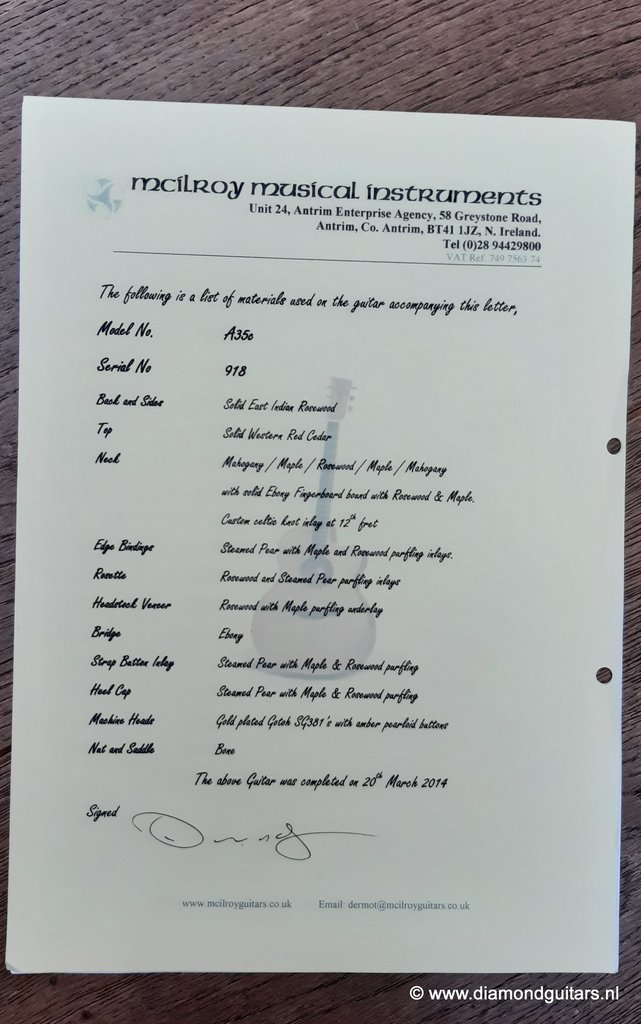 mcilroy musical instruments
Unit 24, Antrim Enterprise Agency, 58 Greystone Road,
Antrim, Co. Antrim, BT41 1JZ, N. Ireland.
Tel (0)28 94429800
VAT Ref 749 7563 74
The following is a list of materials used on the guitar accompanying this letter,
Model No. A35c
Serial No 918
Back and Sides Solid East Indian Rosewood
Top Solid Western Red Cedar
Neck Mahogany / Maple / Rosewood / Maple / Mahogany
with solid Ebony Fingerboard bound with Rosewood & Maple.
Custom celtic knot inlay at 12th fret
Edge Bindings Steamed Pear with Maple and Rosewood purfling inlays.
Rosette Rosewood and Steamed Pear purfling inlays
Headstock Veneer Rosewood with Maple purfling underlay
Bridge Ebony
Strap Button Inlay Steamed Pear with Maple & Rosewood purfling
Heel Cap Steamed Pear with Maple & Rosewood purfling
Machine Heads Gold plated Gotoh SG381's with amber pearloid buttons
Nut and Saddle Bone
The above Guitar was completed on 20th March 2014
Signed
www.mcilroyguitars.co.uk Email: dermot@mcilroyguitars.co.uk
© www.diamondguitars.nl